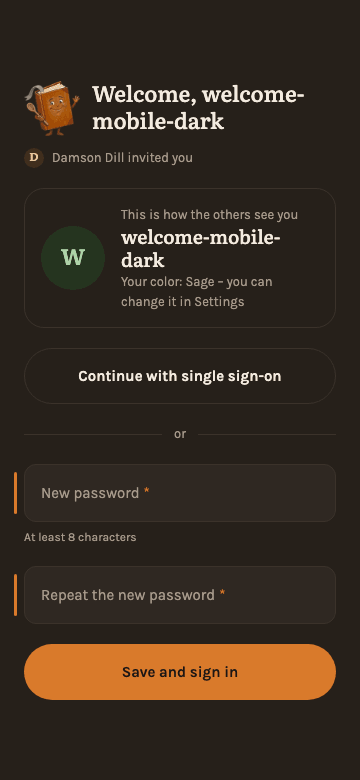 Welcome, welcome-
mobile-dark
D Damson Dill invited you
This is how the others see you
W
welcome-mobile-
dark
Your color: Sage – you can
change it in Settings
Continue with single sign-on
or
New password *
At least 8 characters
Repeat the new password *
Save and sign in